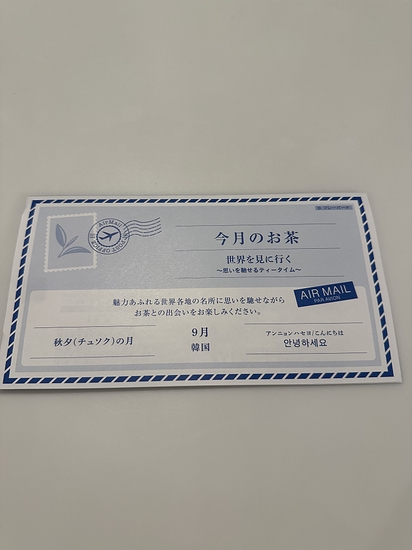 今月のお茶
世界を見に行く
〜思いを馳せるティータイム〜
AIR MAIL
PAR AVION
魅力あふれる世界各地の名所に思いを馳せながら
お茶との出会いをお楽しみください。
秋夕(チュソク)の月
9月
韓国
アンニョンハセヨ/こんにちは
안녕하세요